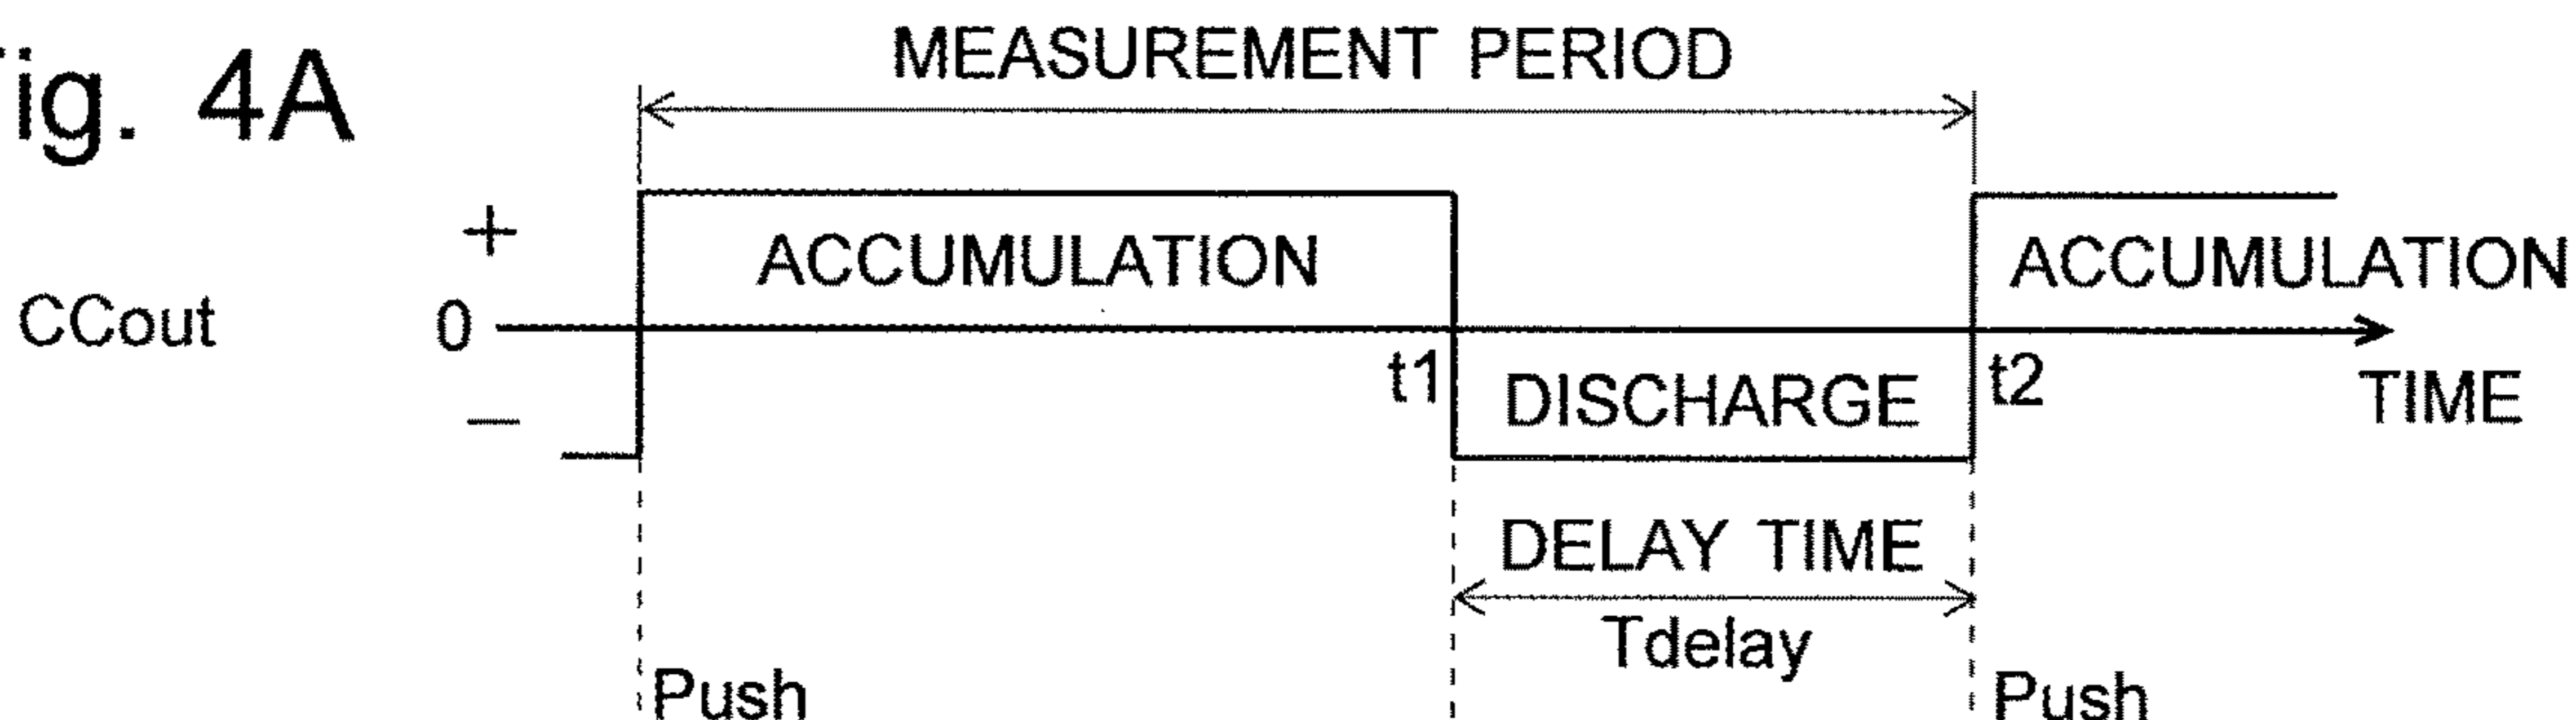 ig. 4A
MEASUREMENT PERIOD
+
ACCUMULATION
ACCUMULATION
CCout
0
t1
t2
−
DISCHARGE
TIME
DELAY TIME
Tdelay
Push
Push